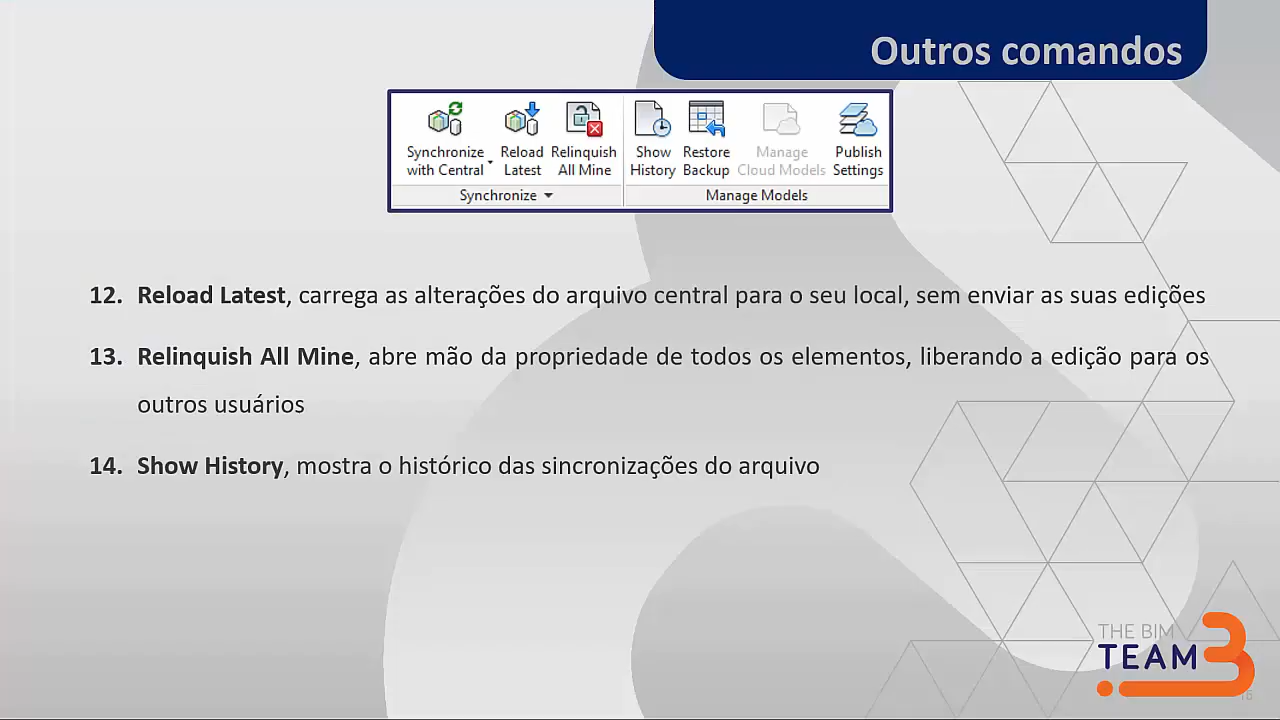 Outros comandos
Synchronize with Central
Reload Latest
Relinquish All Mine
Show History
Restore Backup
Manage Cloud Models
Publish Settings
Synchronize
Manage Models
12. Reload Latest, carrega as alterações do arquivo central para o seu local, sem enviar as suas edições
13. Relinquish All Mine, abre mão da propriedade de todos os elementos, liberando a edição para os
outros usuários
14. Show History, mostra o histórico das sincronizações do arquivo
THE BIM
TEAM
16